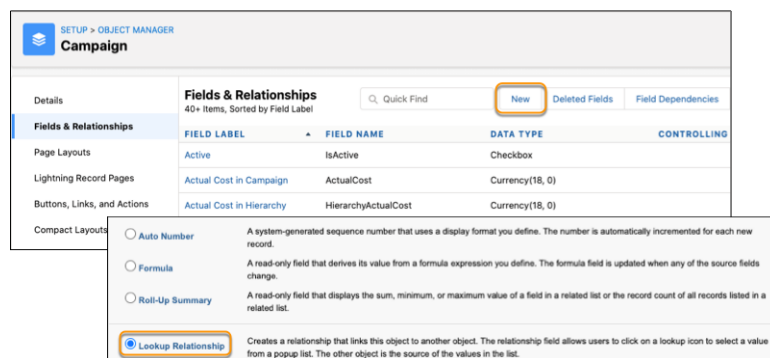 SETUP > OBJECT MANAGER
Campaign
Details
Fields & Relationships
Page Layouts
Lightning Record Pages
Buttons, Links, and Actions
Compact Layouts
Fields & Relationships
40+ Items, Sorted by Field Label
Quick Find
New
Deleted Fields
Field Dependencies
FIELD LABEL
FIELD NAME
DATA TYPE
CONTROLLING
Active
IsActive
Checkbox
Actual Cost in Campaign
ActualCost
Currency(18, 0)
Actual Cost in Hierarchy
HierarchyActualCost
Currency(18, 0)
Auto Number
A system-generated sequence number that uses a display format you define. The number is automatically incremented for each new
record.
Formula
A read-only field that derives its value from a formula expression you define. The formula field is updated when any of the source fields
change.
Roll-Up Summary
A read-only field that displays the sum, minimum, or maximum value of a field in a related list or the record count of all records listed in a
related list.
Lookup Relationship
Creates a relationship that links this object to another object. The relationship field allows users to click on a lookup icon to select a value
from a popup list. The other object is the source of the values in the list.